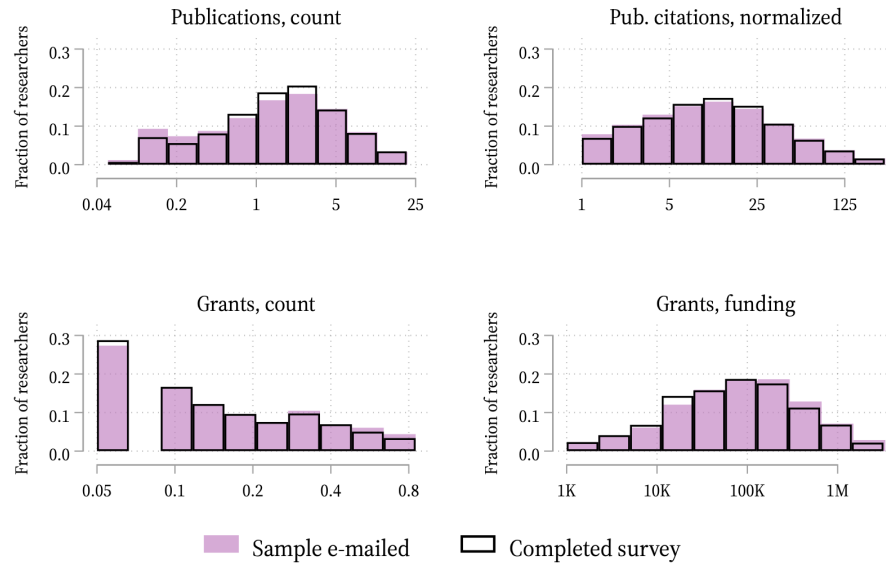 Publications, count
Fraction of researchers
0.3
0.2
0.1
0.0
0.04 0.2 1 5 25
Pub. citations, normalized
Fraction of researchers
0.3
0.2
0.1
0.0
1 5 25 125
Grants, count
Fraction of researchers
0.3
0.2
0.1
0.0
0.05 0.1 0.2 0.4 0.8
Grants, funding
Fraction of researchers
0.3
0.2
0.1
0.0
1K 10K 100K 1M
Sample e-mailed Completed survey